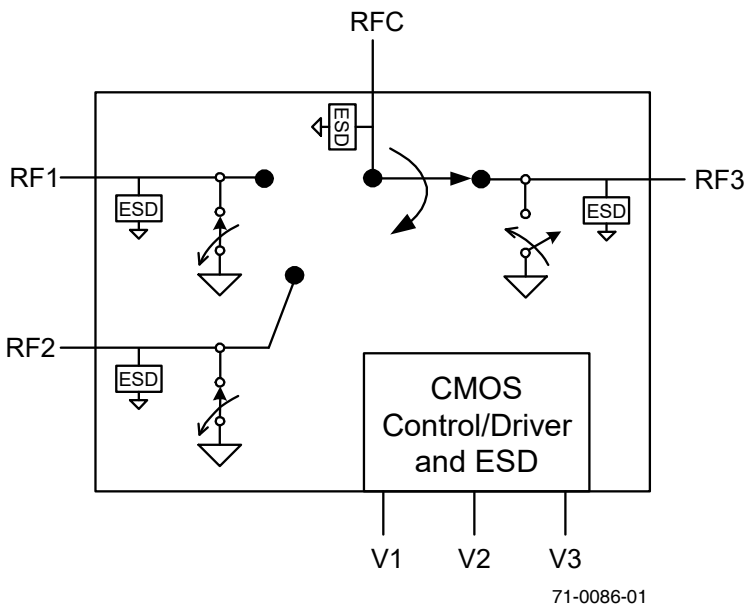 RFC
ESD
RF1
RF3
ESD
ESD
RF2
ESD
CMOS
Control/Driver
and ESD
V1
V2
V3
71-0086-01